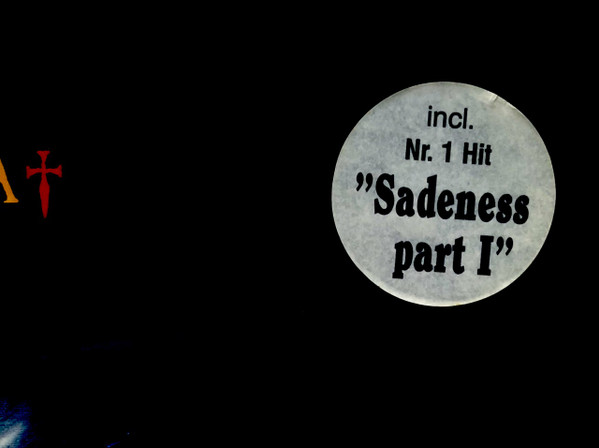 A†
incl.
Nr. 1 Hit
”Sadeness
part I”